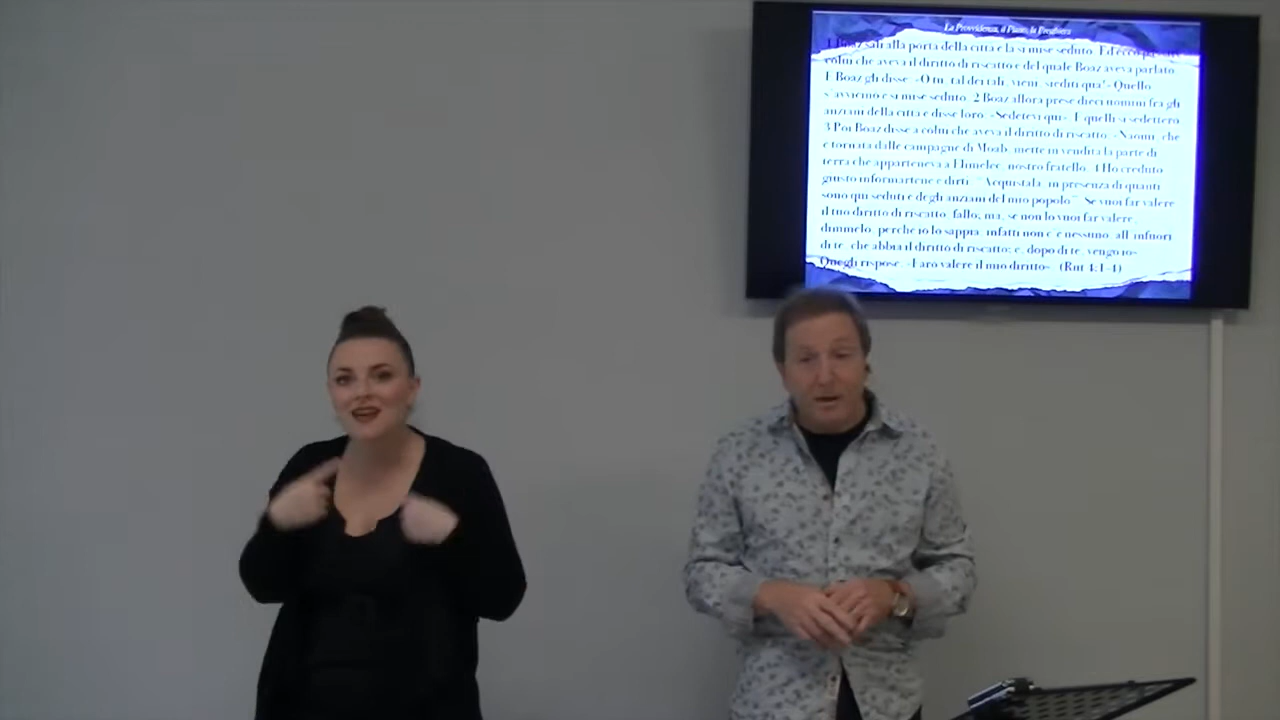 La Provvidenza, il Piano, la Preghiera
1 Boaz salì alla porta della città e là si mise seduto. Ed ecco passare
colui che aveva il diritto di riscatto e del quale Boaz aveva parlato.
E Boaz gli disse: «O tu, tal dei tali, vieni, siediti qua!» Quello
s'avvicinò e si mise seduto. 2 Boaz allora prese dieci uomini fra gli
anziani della città e disse loro: «Sedetevi qui». E quelli si sedettero.
3 Poi Boaz disse a colui che aveva il diritto di riscatto: «Naomi, che
è tornata dalle campagne di Moab, mette in vendita la parte di
terra che apparteneva a Elimelec, nostro fratello. 4 Ho creduto
giusto informartene e dirti: "Acquistala, in presenza di quanti
sono qui seduti e degli anziani del mio popolo". Se vuoi far valere
il tuo diritto di riscatto, fallo; ma, se non lo vuoi far valere,
dimmelo, perché io lo sappia; infatti non c'è nessuno, all'infuori
di te, che abbia il diritto di riscatto; e, dopo di te, vengo io».
Quegli rispose: «Farò valere il mio diritto». (Rut 4:1-4)